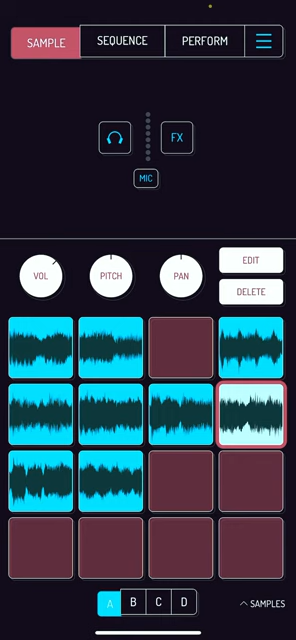 SAMPLE SEQUENCE PERFORM
FX
MIC
VOL PITCH PAN EDIT
DELETE
A B C D SAMPLES